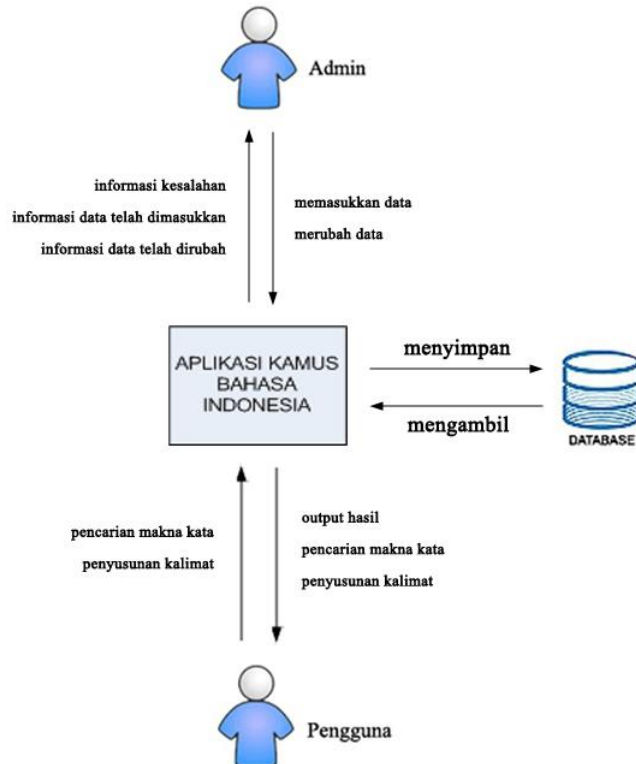 Admin
informasi kesalahan
informasi data telah dimasukkan
informasi data telah dirubah
memasukkan data
merubah data
APLIKASI KAMUS
BAHASA
INDONESIA
menyimpan
mengambil
DATABASE
pencarian makna kata
penyusunan kalimat
output hasil
pencarian makna kata
penyusunan kalimat
Pengguna